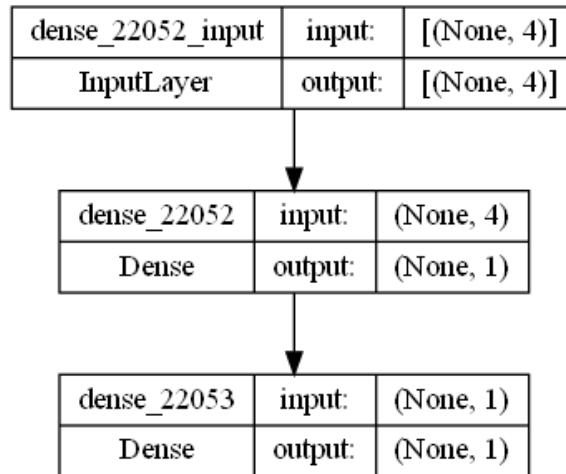 dense_22052_input input: [(None, 4)]
InputLayer output: [(None, 4)]
dense_22052 input: (None, 4)
Dense output: (None, 1)
dense_22053 input: (None, 1)
Dense output: (None, 1)